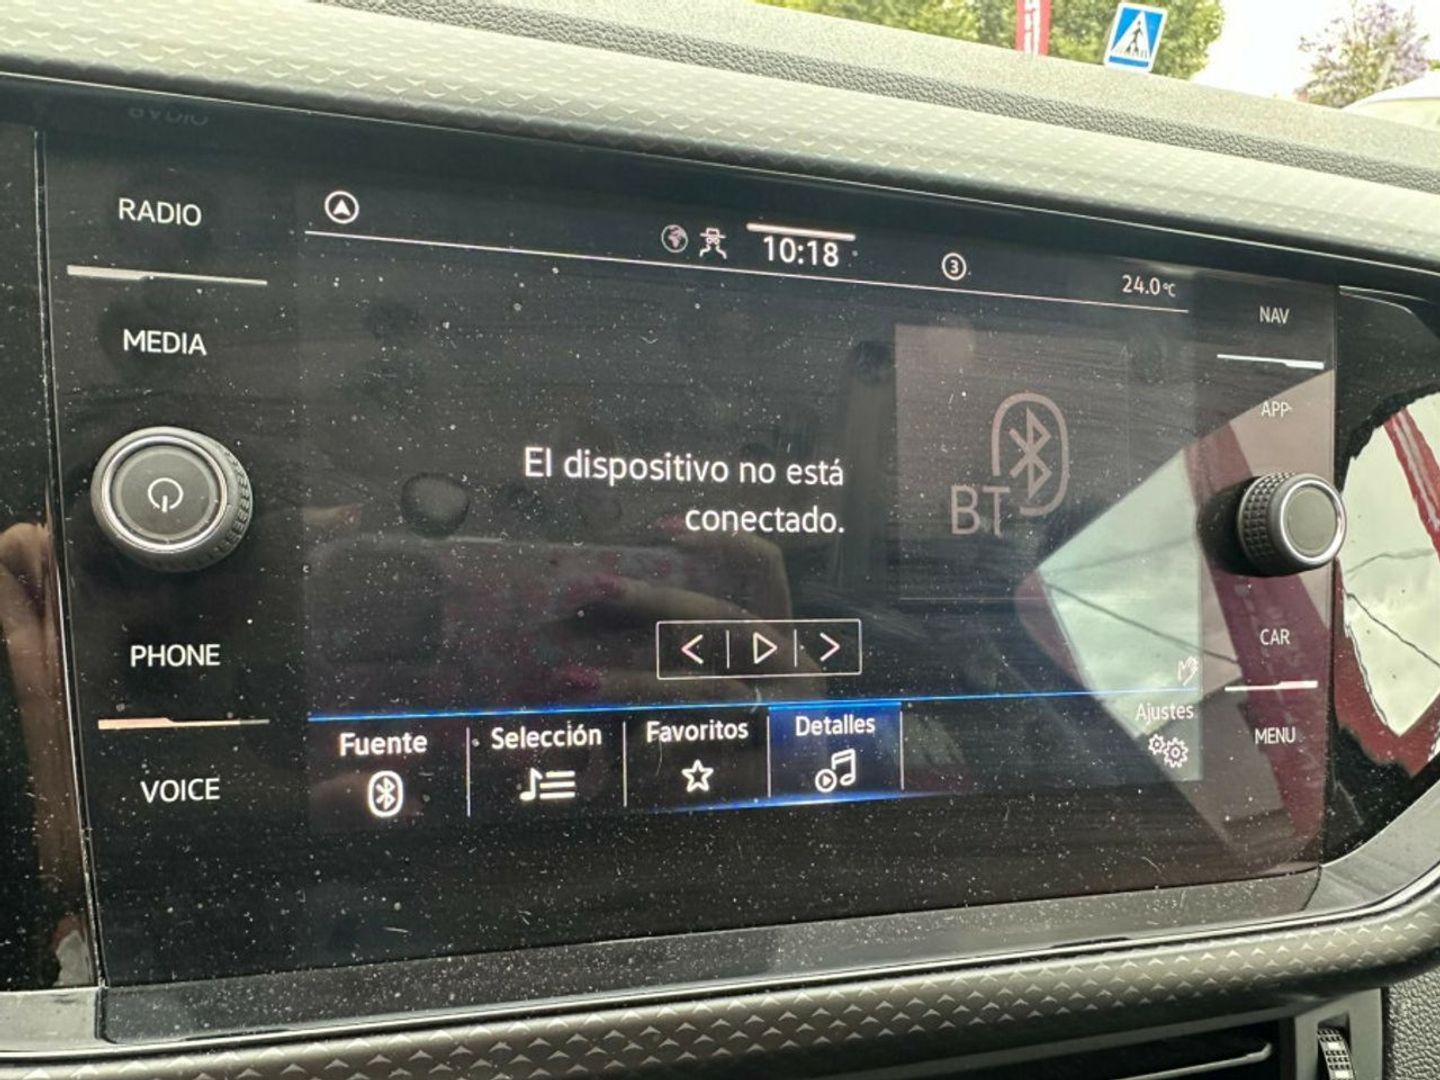 RADIO
MEDIA
PHONE
VOICE
10:18
3
24.0°C
El dispositivo no está
conectado.
BT
Fuente
Selección
Favoritos
Detalles
Ajustes
NAV
APP
CAR
MENU